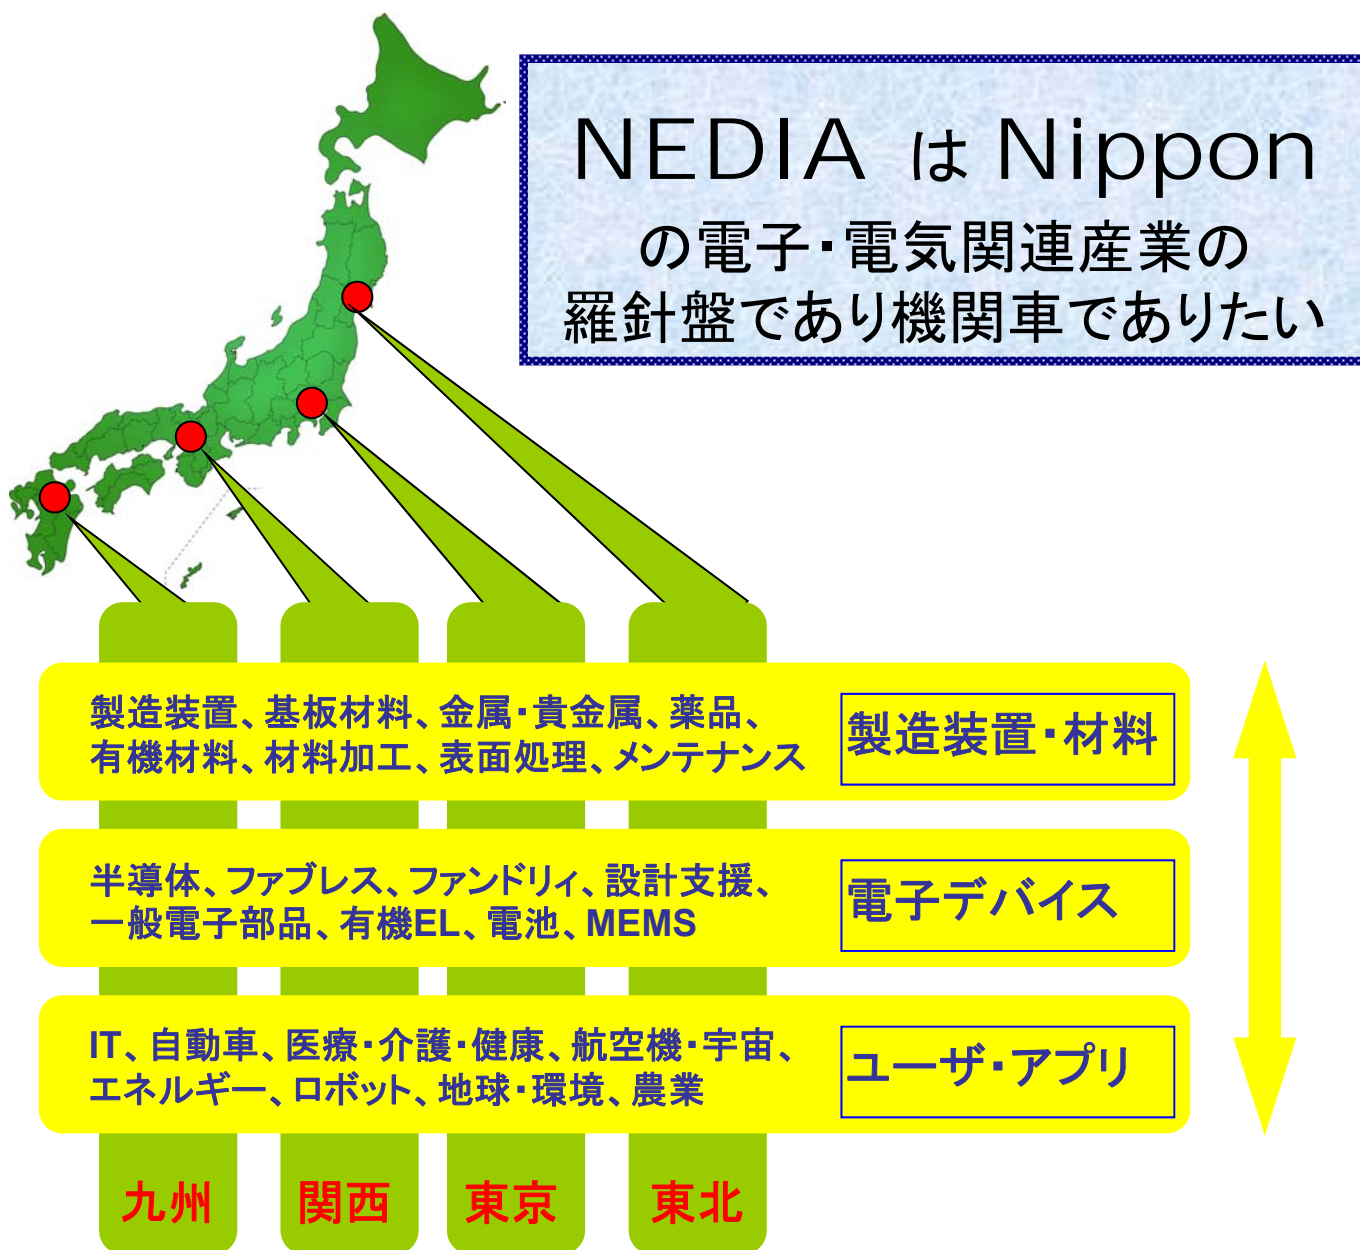 NEDIA は Nippon
の電子・電気関連産業の
羅針盤であり機関車でありたい
製造装置、基板材料、金属・貴金属、薬品、
有機材料、材料加工、表面処理、メンテナンス
製造装置・材料
半導体、ファブレス、ファンドリィ、設計支援、
一般電子部品、有機EL、電池、MEMS
電子デバイス
IT、自動車、医療・介護・健康、航空機・宇宙、
エネルギー、ロボット、地球・環境、農業
ユーザ・アプリ
九州
関西
東京
東北